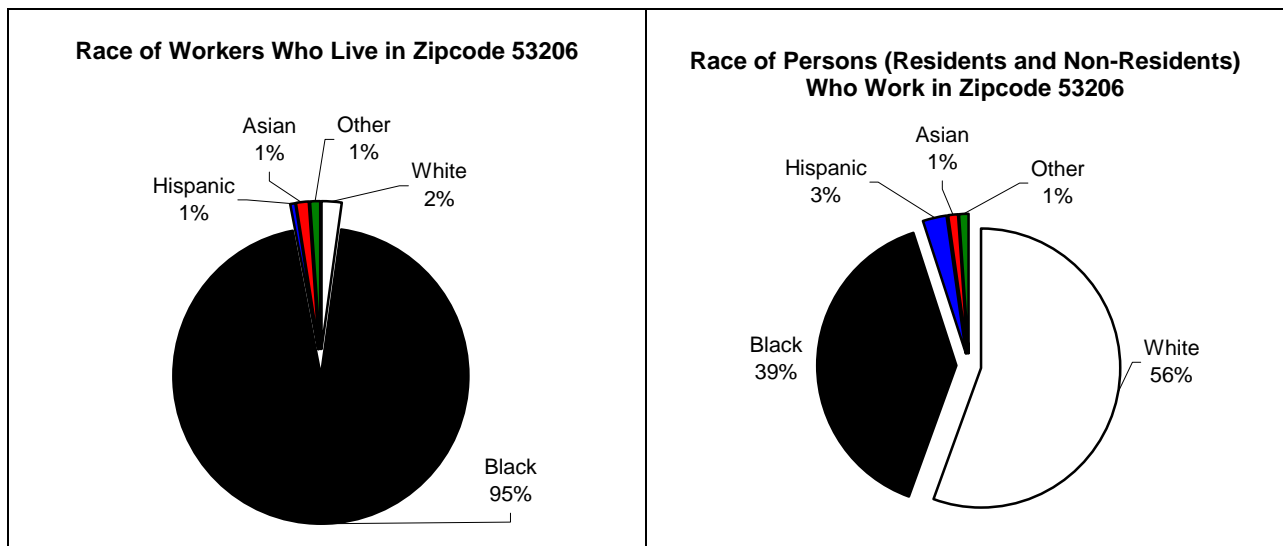 Race of Workers Who Live in Zipcode 53206
Asian
1%
Other
1%
Hispanic
1%
White
2%
Black
95%
Race of Persons (Residents and Non-Residents)
Who Work in Zipcode 53206
Asian
1%
Hispanic
3%
Other
1%
Black
39%
White
56%